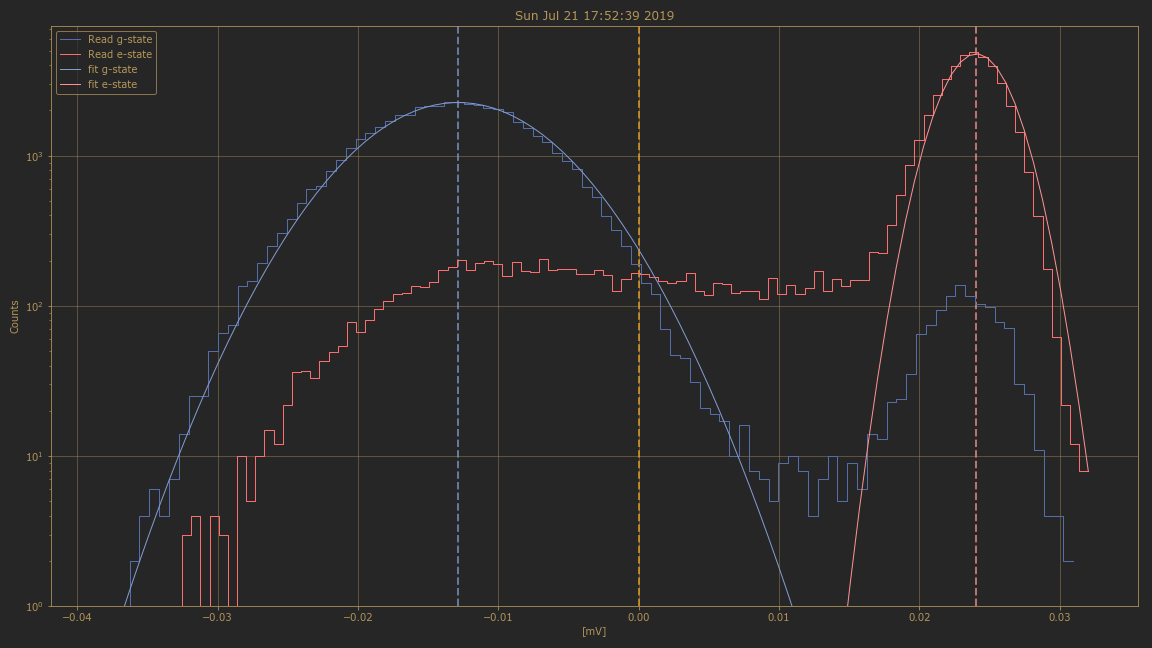 Sun Jul 21 17:52:39 2019
Read g-state
Read e-state
fit g-state
fit e-state
Counts
10³
10²
10¹
10⁰
−0.04 −0.03 −0.02 −0.01 0.00 0.01 0.02 0.03
[mV]